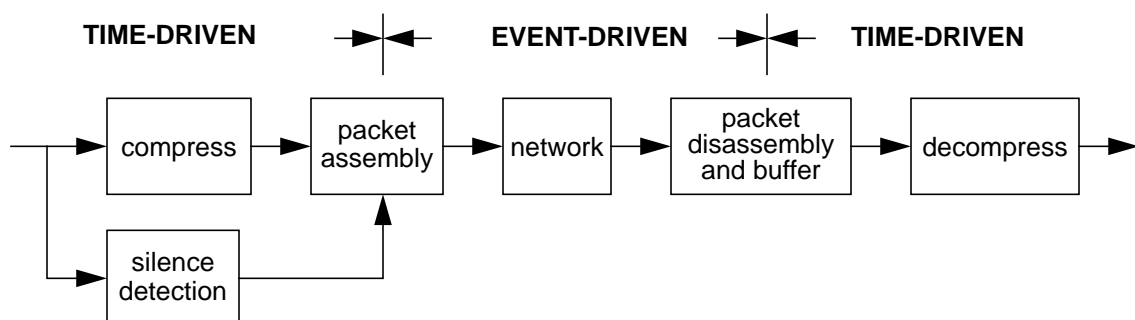 TIME-DRIVEN
EVENT-DRIVEN
TIME-DRIVEN
compress
packet
assembly
network
packet
disassembly
and buffer
decompress
silence
detection